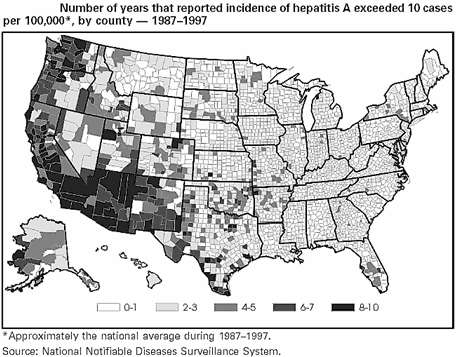 Number of years that reported incidence of hepatitis A exceeded 10 cases
per 100,000*, by county — 1987–1997
0-1 2-3 4-5 6-7 8-10
*Approximately the national average during 1987–1997.
Source: National Notifiable Diseases Surveillance System.